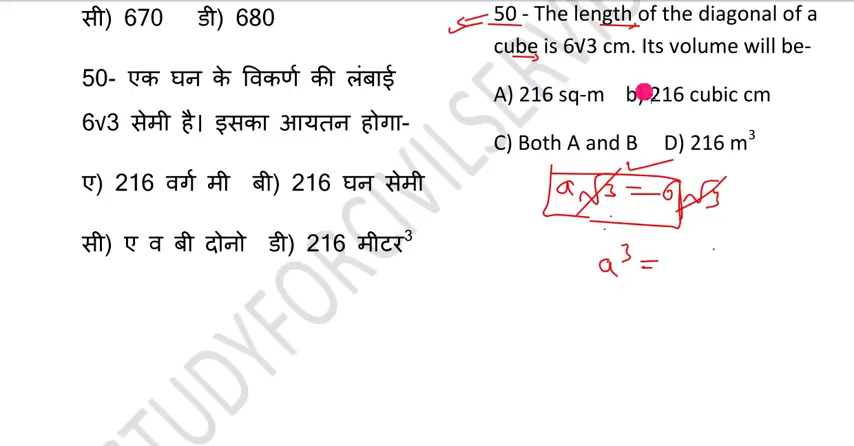 सी) 670 डी) 680
50- एक घन के विकर्ण की लंबाई
6√3 सेमी है। इसका आयतन होगा-
ए) 216 वर्ग मी बी) 216 घन सेमी
सी) ए व बी दोनो डी) 216 मीटर³
50 - The length of the diagonal of a
cube is 6√3 cm. Its volume will be-
A) 216 sq-m b) 216 cubic cm
C) Both A and B D) 216 m³
a√3 = 6√3
a³ =
STUDYFORCIVILSERVICES